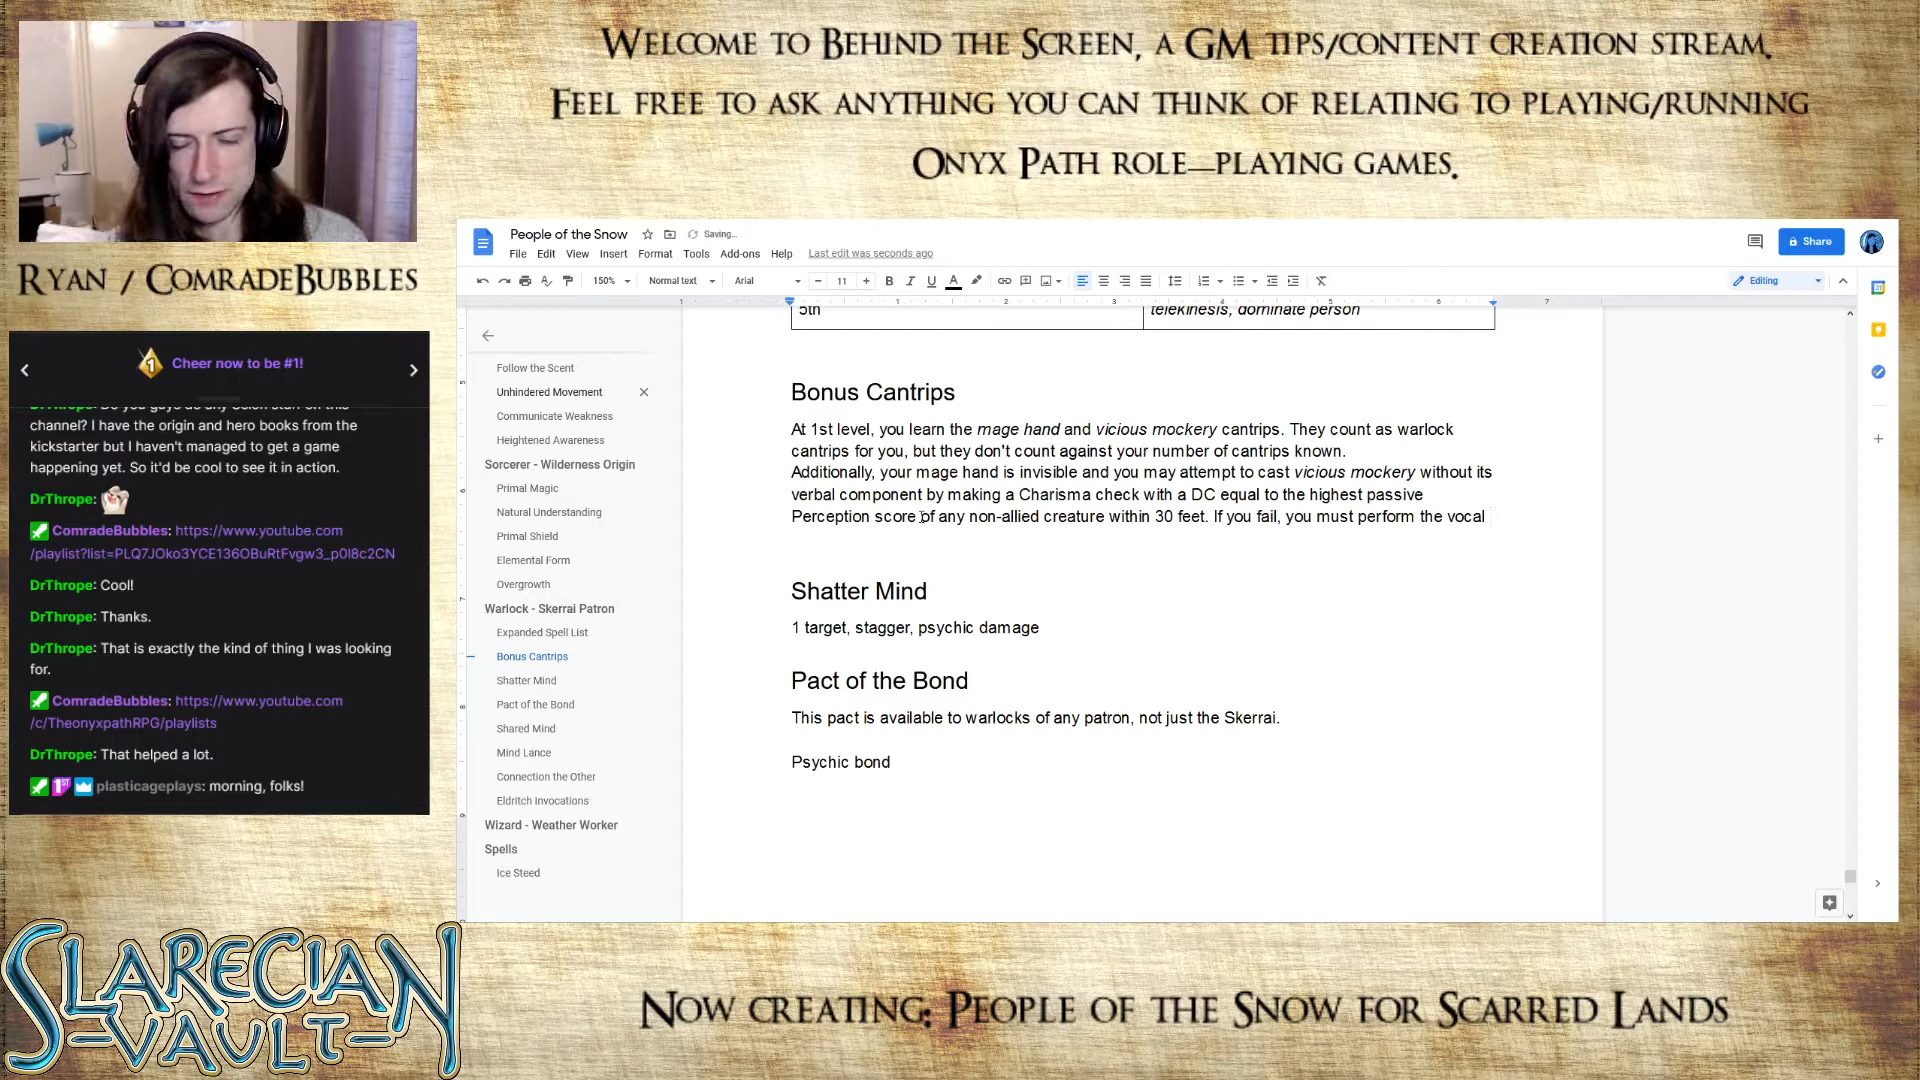 Welcome to Behind the Screen, a GM tips/content creation stream.
Feel free to ask anything you can think of relating to playing/running
Onyx Path role–playing games.
Ryan / ComradeBubbles
Cheer now to be #1!
channel? I have the origin and hero books from the
kickstarter but I haven't managed to get a game
happening yet. So it'd be cool to see it in action.
DrThrope:
ComradeBubbles: https://www.youtube.com
/playlist?list=PLQ7JOko3YCE136OBuRtFvgw3_p0l8c2CN
DrThrope: Cool!
DrThrope: Thanks.
DrThrope: That is exactly the kind of thing I was looking
for.
ComradeBubbles: https://www.youtube.com
/c/TheonyxpathRPG/playlists
DrThrope: That helped a lot.
1ST plasticageplays: morning, folks!
People of the Snow
Saving...
File Edit View Insert Format Tools Add-ons Help Last edit was seconds ago
Share
150% Normal text Arial 11
Editing
1 1 2 3 4 5 6 7
Follow the Scent
Unhindered Movement
Communicate Weakness
Heightened Awareness
Sorcerer - Wilderness Origin
Primal Magic
Natural Understanding
Primal Shield
Elemental Form
Overgrowth
Warlock - Skerrai Patron
Expanded Spell List
Bonus Cantrips
Shatter Mind
Pact of the Bond
Shared Mind
Mind Lance
Connection the Other
Eldritch Invocations
Wizard - Weather Worker
Spells
Ice Steed
5th telekinesis, dominate person
Bonus Cantrips
At 1st level, you learn the mage hand and vicious mockery cantrips. They count as warlock
cantrips for you, but they don't count against your number of cantrips known.
Additionally, your mage hand is invisible and you may attempt to cast vicious mockery without its
verbal component by making a Charisma check with a DC equal to the highest passive
Perception score of any non-allied creature within 30 feet. If you fail, you must perform the vocal
Shatter Mind
1 target, stagger, psychic damage
Pact of the Bond
This pact is available to warlocks of any patron, not just the Skerrai.
Psychic bond
Slarecian
Vault
Now creating: People of the Snow for Scarred Lands